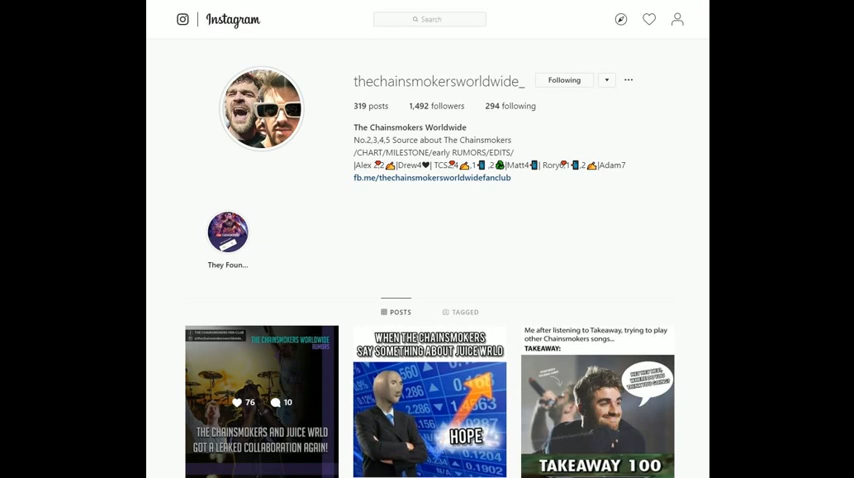 Instagram
Search
thechainsmokersworldwide_
Following
319 posts 1,492 followers 294 following
The Chainsmokers Worldwide
No.2,3,4,5 Source about The Chainsmokers
/CHART/MILESTONE/early RUMORS/EDITS/
fb.me/thechainsmokersworldwidefanclub
They Foun...
POSTS TAGGED
THE CHAINSMOKERS WORLDWIDE
RUMORS
76 10
THE CHAINSMOKERS AND JUICE WRLD
GOT A LEAKED COLLABORATION AGAIN!
WHEN THE CHAINSMOKERS
SAY SOMETHING ABOUT JUICE WRLD
HOPE
Me after listening to Takeaway, trying to play
other Chainsmokers songs...
TAKEAWAY:
TAKEAWAY 100